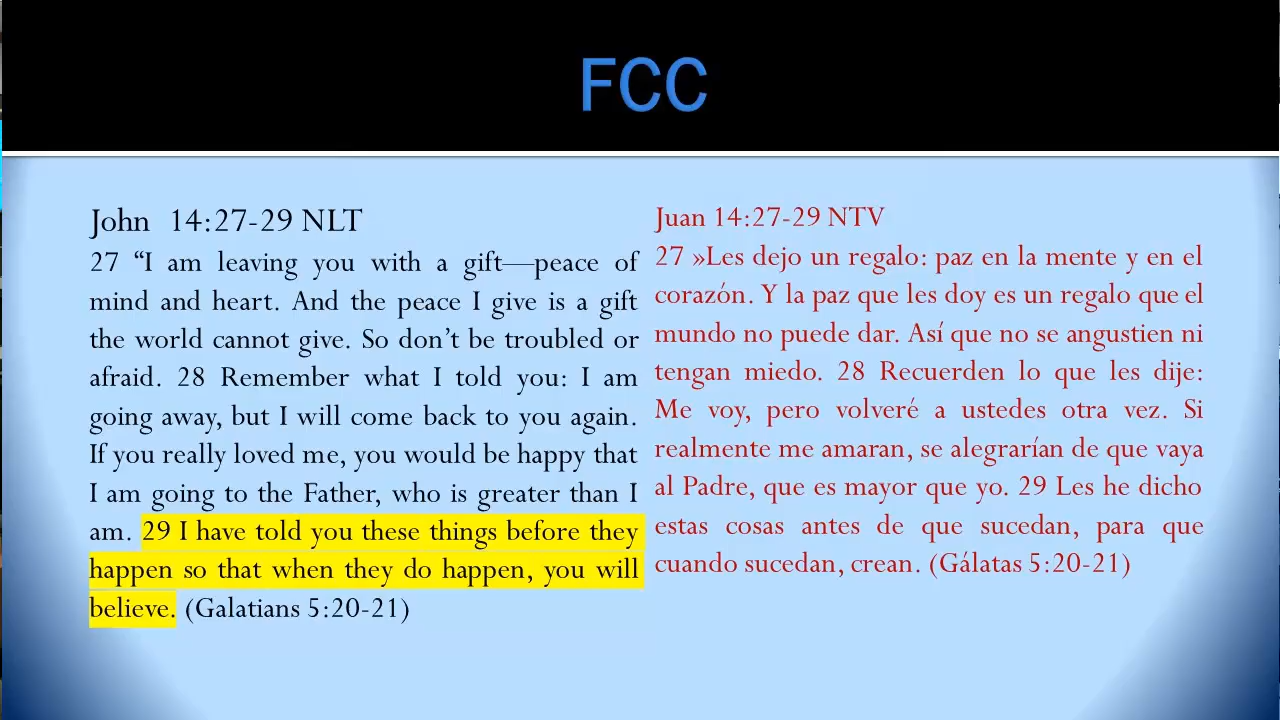 FCC
John 14:27-29 NLT
27 “I am leaving you with a gift—peace of
mind and heart. And the peace I give is a gift
the world cannot give. So don’t be troubled or
afraid. 28 Remember what I told you: I am
going away, but I will come back to you again.
If you really loved me, you would be happy that
I am going to the Father, who is greater than I
am. 29 I have told you these things before they
happen so that when they do happen, you will
believe. (Galatians 5:20-21)
Juan 14:27-29 NTV
27 »Les dejo un regalo: paz en la mente y en el
corazón. Y la paz que les doy es un regalo que el
mundo no puede dar. Así que no se angustien ni
tengan miedo. 28 Recuerden lo que les dije:
Me voy, pero volveré a ustedes otra vez. Si
realmente me amaran, se alegrarían de que vaya
al Padre, que es mayor que yo. 29 Les he dicho
estas cosas antes de que sucedan, para que
cuando sucedan, crean. (Gálatas 5:20-21)